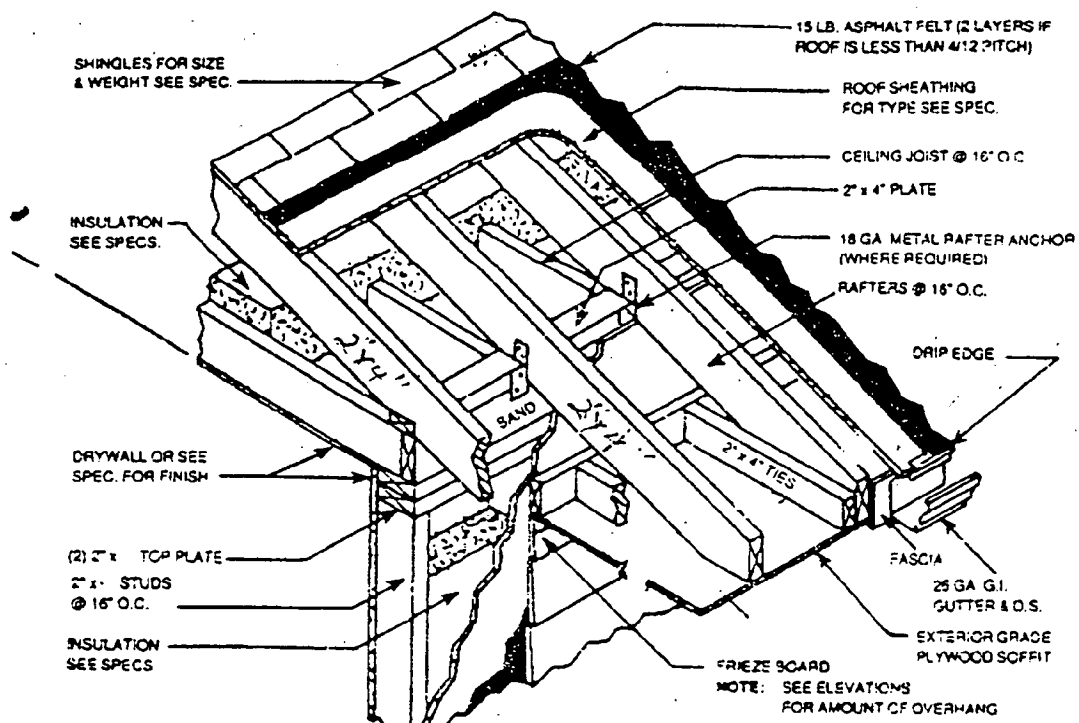 15 LB. ASPHALT FELT (2 LAYERS IF
ROOF IS LESS THAN 4/12 PITCH)
SHINGLES FOR SIZE
& WEIGHT SEE SPEC.
ROOF SHEATHING
FOR TYPE SEE SPEC.
CEILING JOIST @ 16" O.C
2" x 4" PLATE
INSULATION
SEE SPECS.
18 GA. METAL RAFTER ANCHOR
(WHERE REQUIRED)
RAFTERS @ 16" O.C.
DRIP EDGE
2"x4"
SAND
2" x 4" TIES
DRYWALL OR SEE
SPEC. FOR FINISH
(2) 2" x TOP PLATE
2" x STUDS
@ 16" O.C.
FASCIA
26 GA. G.I.
GUTTER & D.S.
INSULATION
SEE SPECS
EXTERIOR GRADE
PLYWOOD SOFFIT
FRIEZE BOARD
NOTE: SEE ELEVATIONS
FOR AMOUNT OF OVERHANG